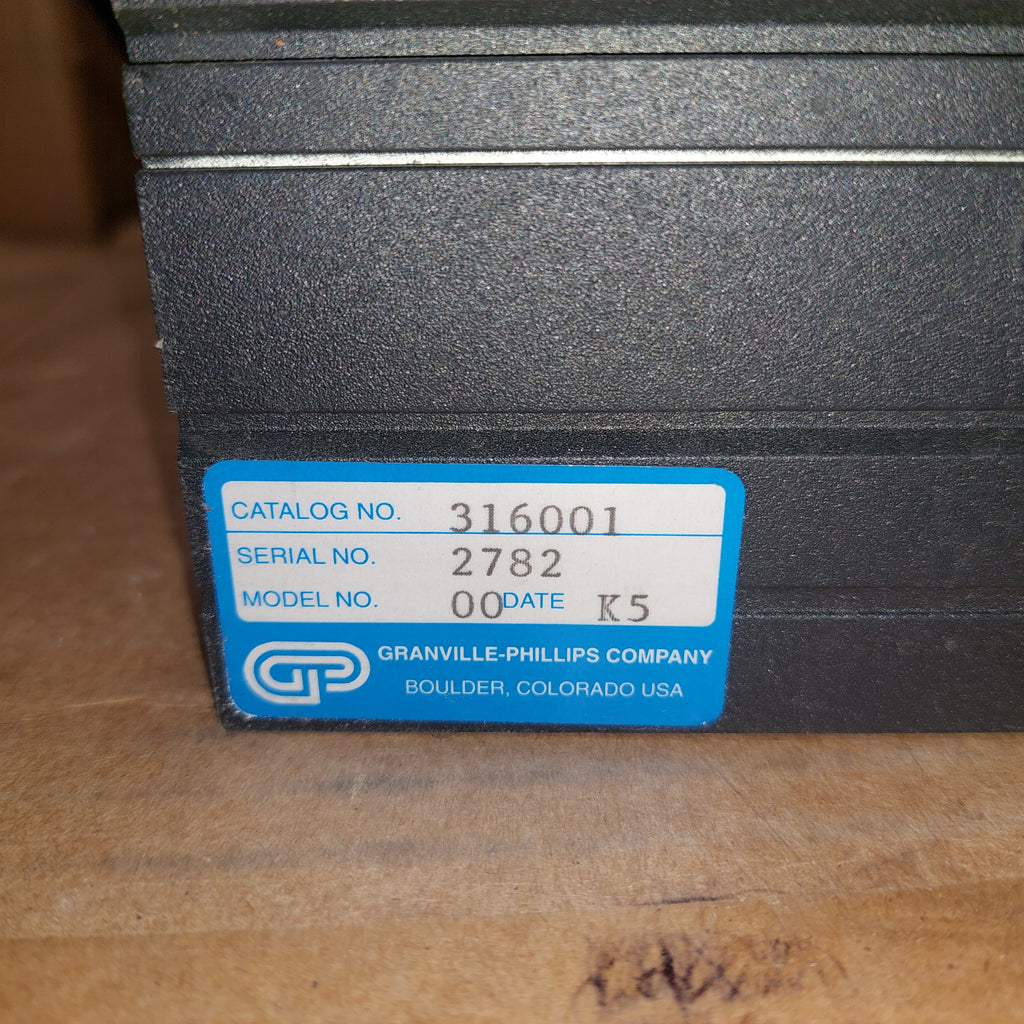 CATALOG NO. 316001
SERIAL NO. 2782
MODEL NO. 00 DATE K5
GP GRANVILLE-PHILLIPS COMPANY
BOULDER, COLORADO USA